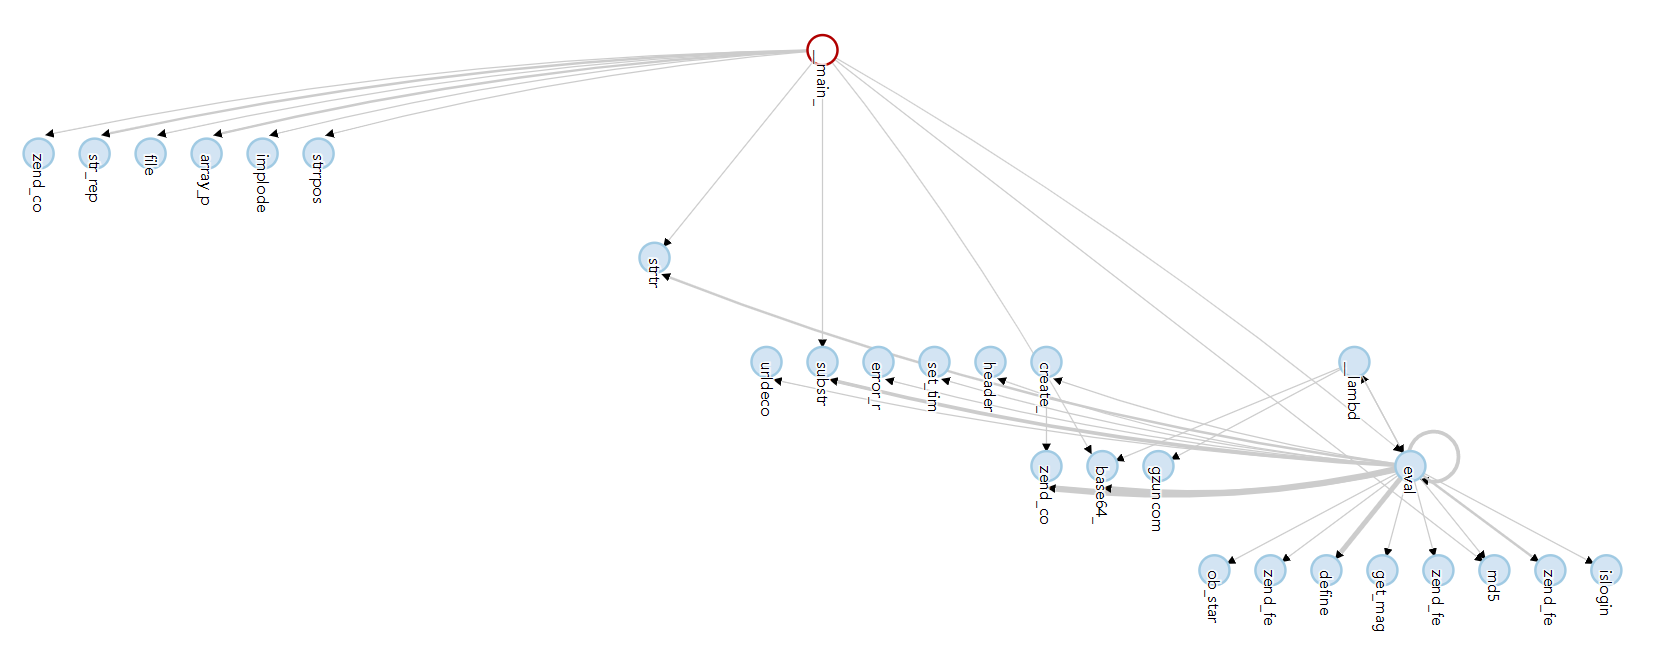 __main_
zend_co
str_rep
file
array_p
implode
strrpos
strtr
urldeco
substr
error_r
set_tim
header
create_
__lambd
zend_co
base64_
gzuncom
eval
ob_star
zend_fe
define
get_mag
zend_fe
md5
zend_fe
islogin